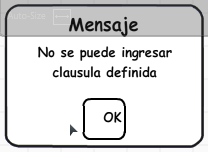 Mensaje
No se puede ingresar
clausula definida
OK